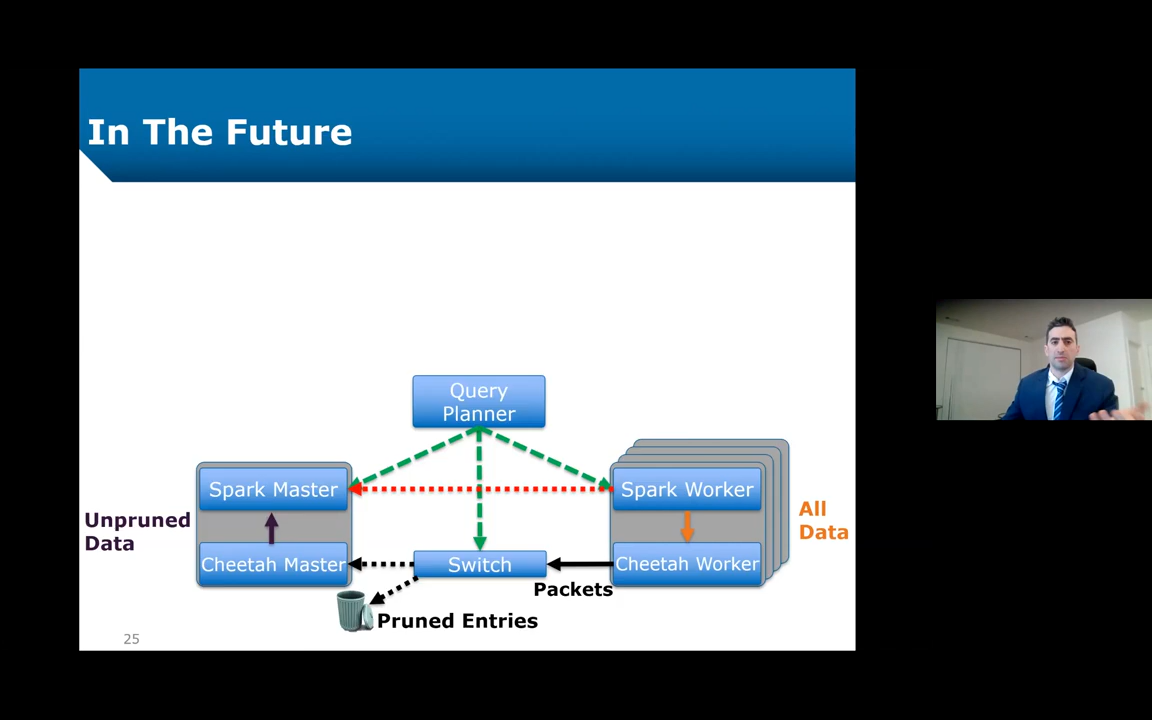 In The Future
Query
Planner
Spark Master
Spark Worker
Unpruned
Data
All
Data
Cheetah Master
Switch
Cheetah Worker
Packets
Pruned Entries
25